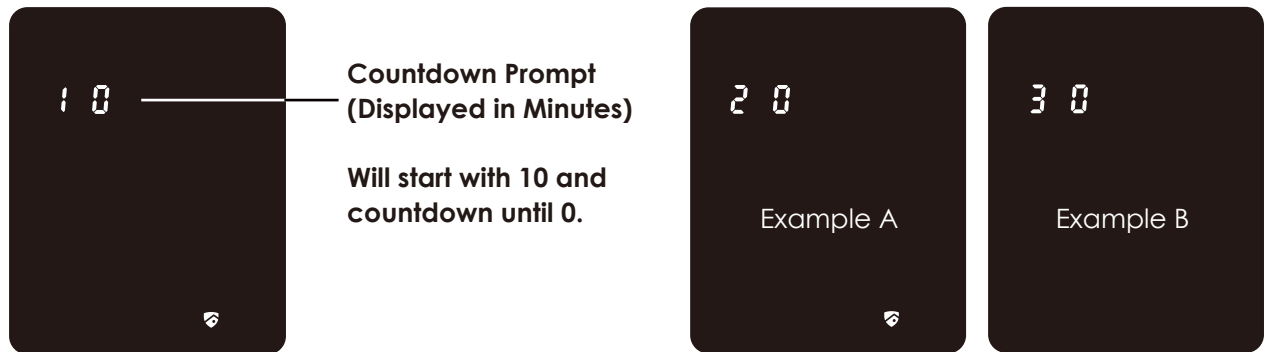 10
Countdown Prompt
(Displayed in Minutes)
Will start with 10 and
countdown until 0.
20
Example A
30
Example B